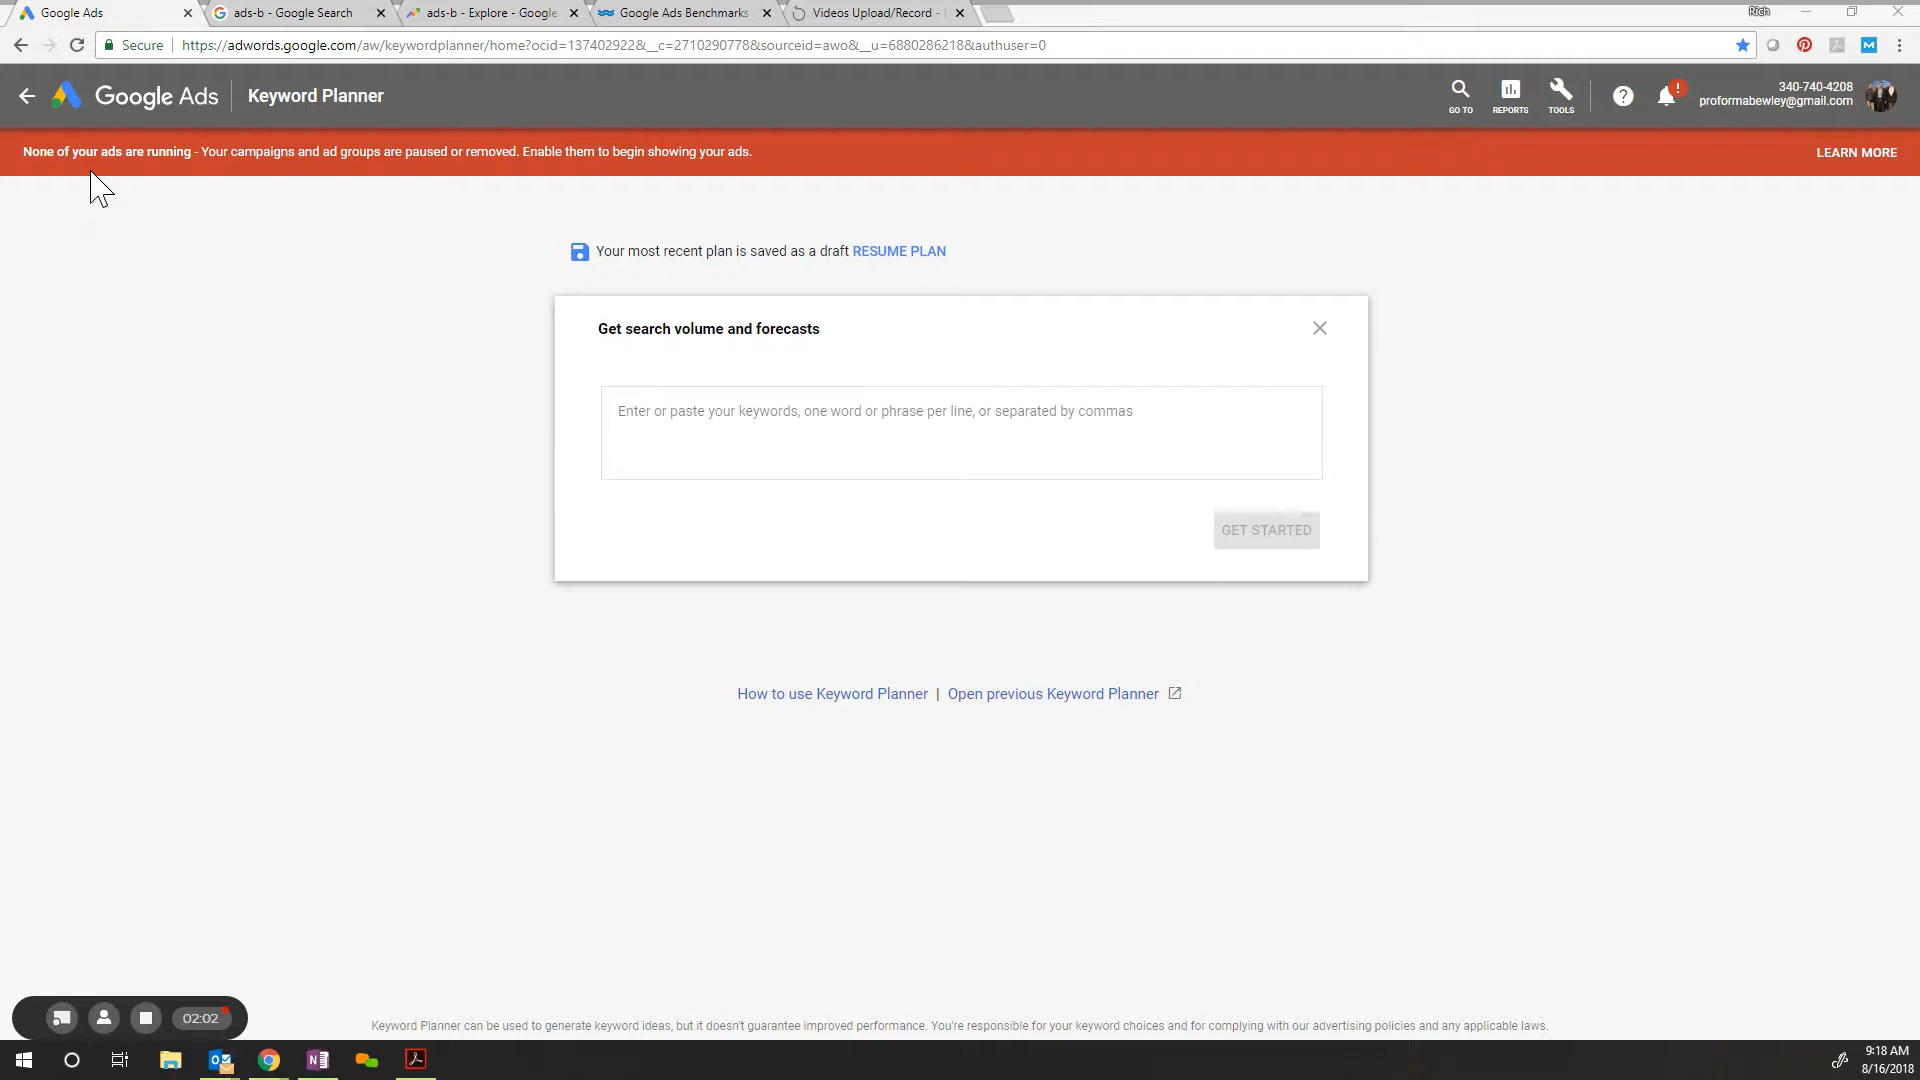 Google Ads
ads-b - Google Search
ads-b - Explore - Google
Google Ads Benchmarks
Videos Upload/Record -
Rich
Secure
https://adwords.google.com/aw/keywordplanner/home?ocid=137402922&__c=2710290778&sourceid=awo&__u=6880286218&authuser=0
Google Ads
Keyword Planner
GO TO
REPORTS
TOOLS
340-740-4208
proformabewley@gmail.com
None of your ads are running - Your campaigns and ad groups are paused or removed. Enable them to begin showing your ads.
LEARN MORE
Your most recent plan is saved as a draft RESUME PLAN
Get search volume and forecasts
Enter or paste your keywords, one word or phrase per line, or separated by commas
GET STARTED
How to use Keyword Planner | Open previous Keyword Planner
02:02
Keyword Planner can be used to generate keyword ideas, but it doesn't guarantee improved performance. You're responsible for your keyword choices and for complying with our advertising policies and any applicable laws.
9:18 AM
8/16/2018